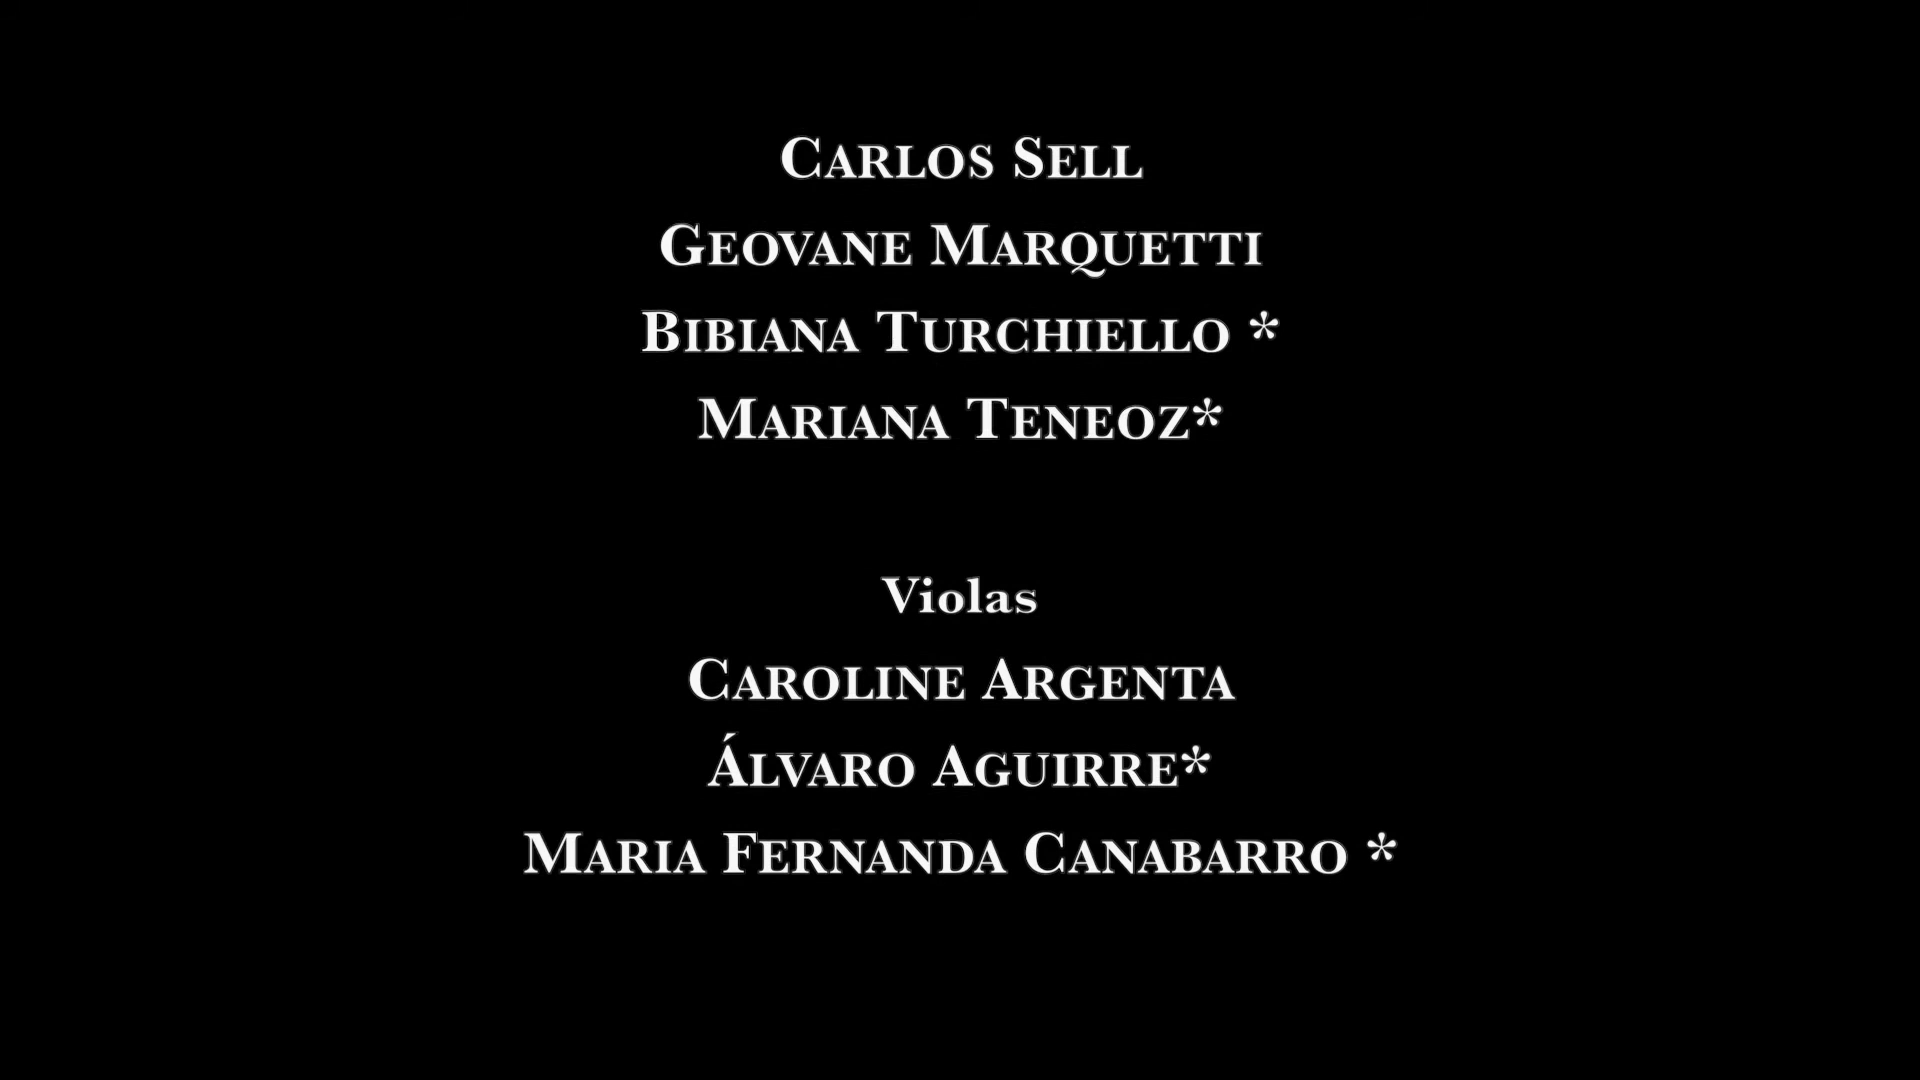 Carlos Sell
Geovane Marquetti
Bibiana Turchiello *
Mariana Teneoz*
Violas
Caroline Argenta
Álvaro Aguirre*
Maria Fernanda Canabarro *